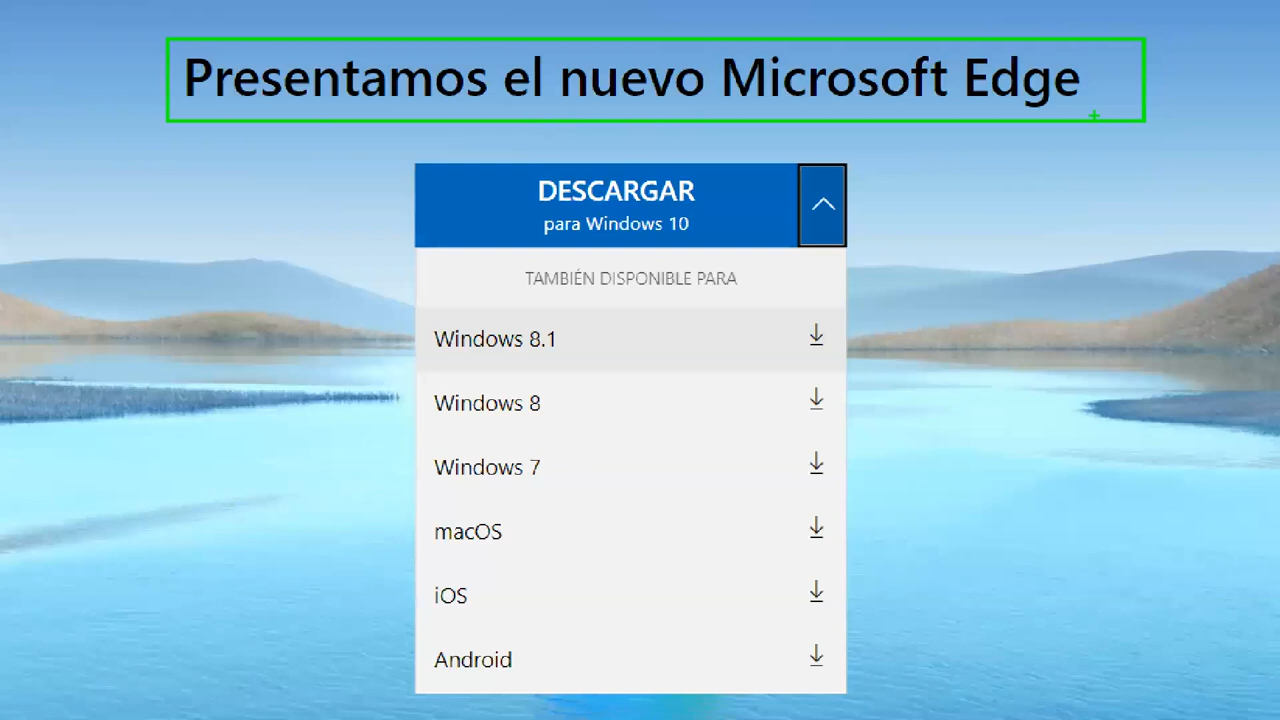 Presentamos el nuevo Microsoft Edge
DESCARGAR
para Windows 10
TAMBIÉN DISPONIBLE PARA
Windows 8.1
Windows 8
Windows 7
macOS
iOS
Android